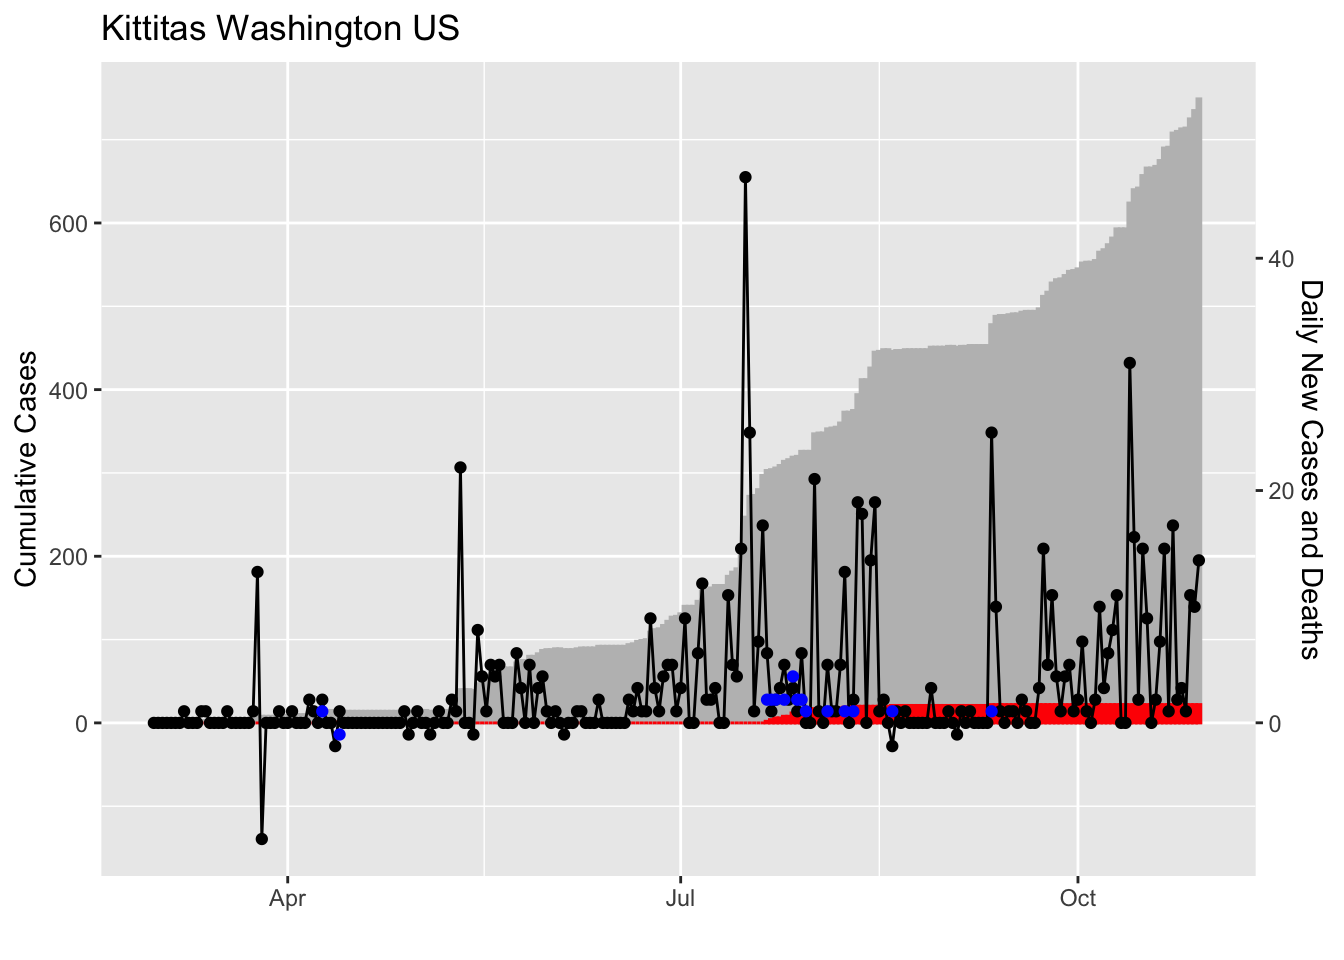 Kittitas Washington US
Cumulative Cases
600
400
200
0
40
20
0
Daily New Cases and Deaths
Apr
Jul
Oct